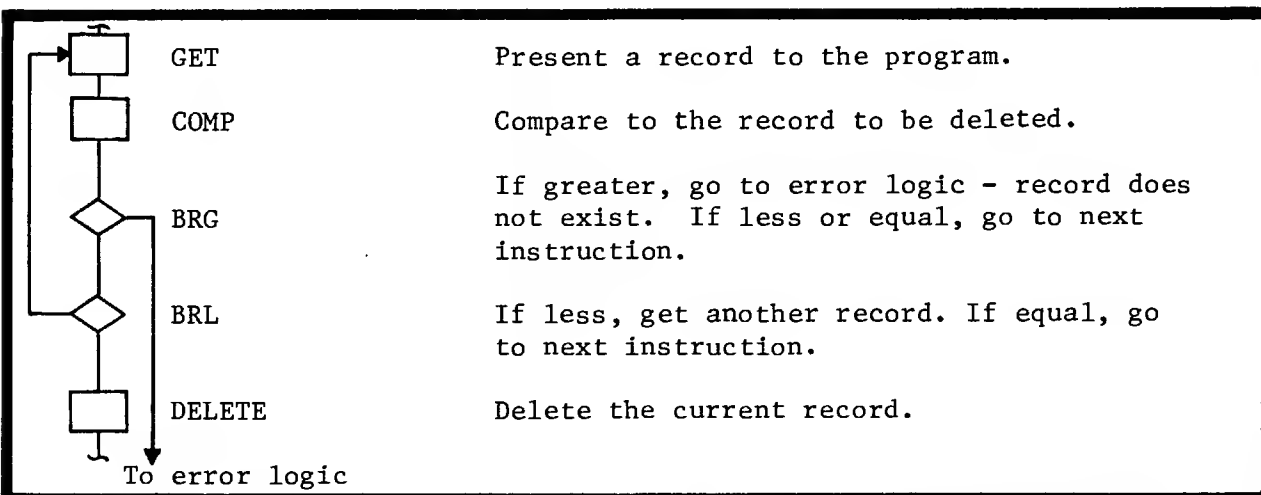 GET Present a record to the program.
COMP Compare to the record to be deleted.
If greater, go to error logic - record does
BRG not exist. If less or equal, go to next
instruction.
BRL If less, get another record. If equal, go
to next instruction.
DELETE Delete the current record.
To error logic